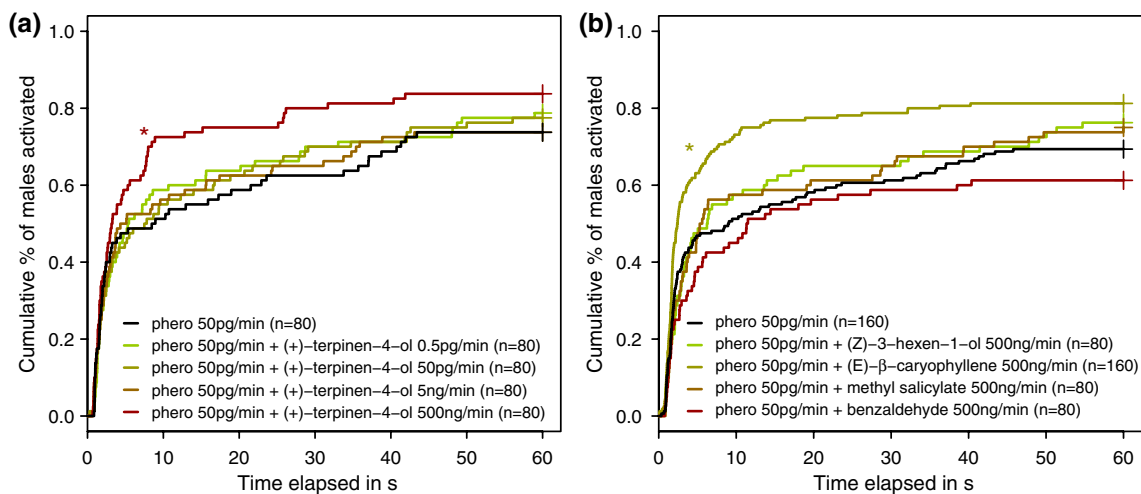 (a)
Cumulative % of males activated
1.0
0.8
0.6
0.4
0.2
0.0
*
phero 50pg/min (n=80)
phero 50pg/min + (+)−terpinen−4−ol 0.5pg/min (n=80)
phero 50pg/min + (+)−terpinen−4−ol 50pg/min (n=80)
phero 50pg/min + (+)−terpinen−4−ol 5ng/min (n=80)
phero 50pg/min + (+)−terpinen−4−ol 500ng/min (n=80)
0 10 20 30 40 50 60
Time elapsed in s
(b)
Cumulative % of males activated
1.0
0.8
0.6
0.4
0.2
0.0
*
phero 50pg/min (n=160)
phero 50pg/min + (Z)−3−hexen−1−ol 500ng/min (n=80)
phero 50pg/min + (E)−β−caryophyllene 500ng/min (n=160)
phero 50pg/min + methyl salicylate 500ng/min (n=80)
phero 50pg/min + benzaldehyde 500ng/min (n=80)
0 10 20 30 40 50 60
Time elapsed in s